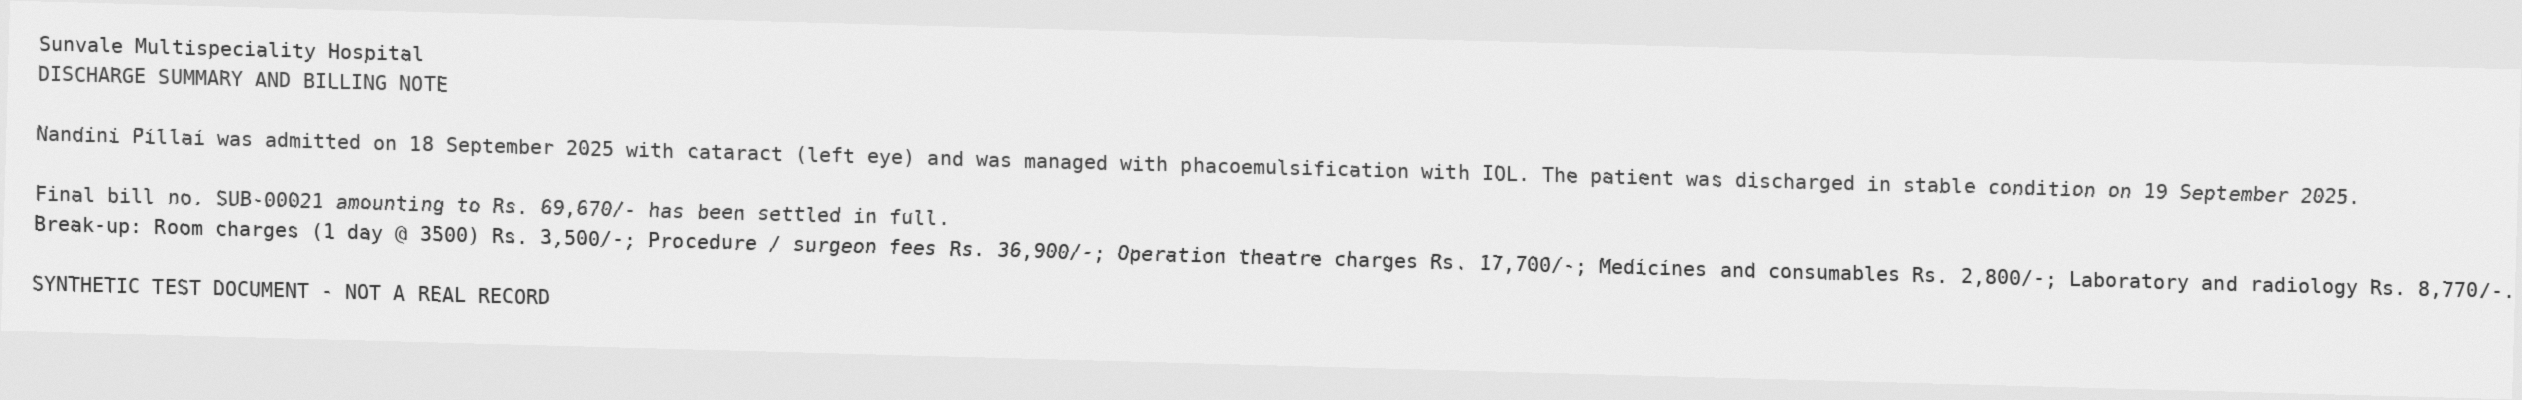 Sunvale Multispeciality Hospital
DISCHARGE SUMMARY AND BILLING NOTE
Nandini Pillai was admitted on 18 September 2025 with cataract (left eye) and was managed with phacoemulsification with IOL. The patient was discharged in stable condition on 19 September 2025.
Final bill no. SUB-00021 amounting to Rs. 69,670/- has been settled in full.
Break-up: Room charges (1 day @ 3500) Rs. 3,500/-; Procedure / surgeon fees Rs. 36,900/-; Operation theatre charges Rs. 17,700/-; Medicines and consumables Rs. 2,800/-; Laboratory and radiology Rs. 8,770/-.
SYNTHETIC TEST DOCUMENT - NOT A REAL RECORD